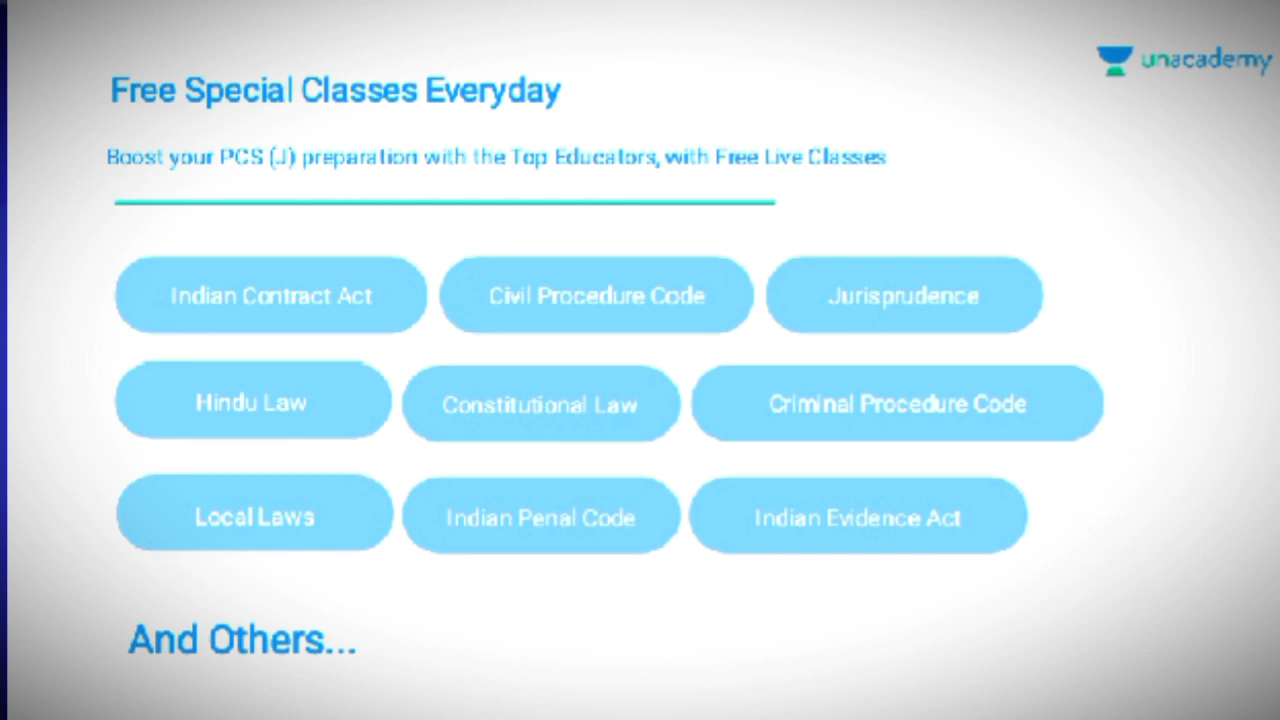 unacademy
Free Special Classes Everyday
Boost your PCS (J) preparation with the Top Educators, with Free Live Classes
Indian Contract Act
Civil Procedure Code
Jurisprudence
Hindu Law
Constitutional Law
Criminal Procedure Code
Local Laws
Indian Penal Code
Indian Evidence Act
And Others...